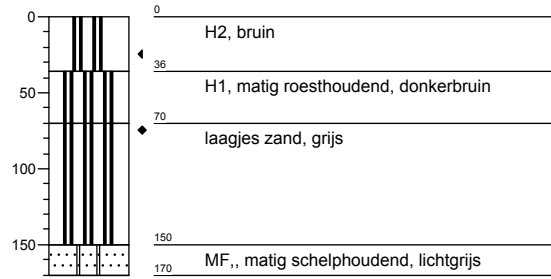 0
50
100
150
0
H2, bruin
36
H1, matig roesthoudend, donkerbruin
70
laagjes zand, grijs
150
MF,, matig schelphoudend, lichtgrijs
170